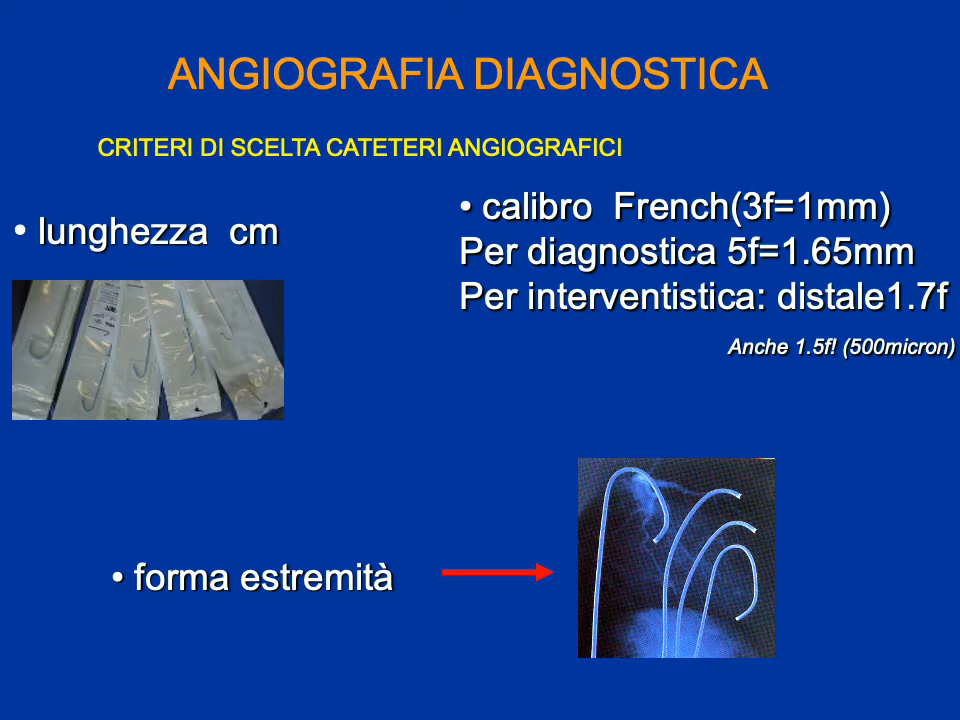 ANGIOGRAFIA DIAGNOSTICA
CRITERI DI SCELTA CATETERI ANGIOGRAFICI
• lunghezza cm
• calibro French(3f=1mm)
Per diagnostica 5f=1.65mm
Per interventistica: distale1.7f
Anche 1.5f! (500micron)
• forma estremità